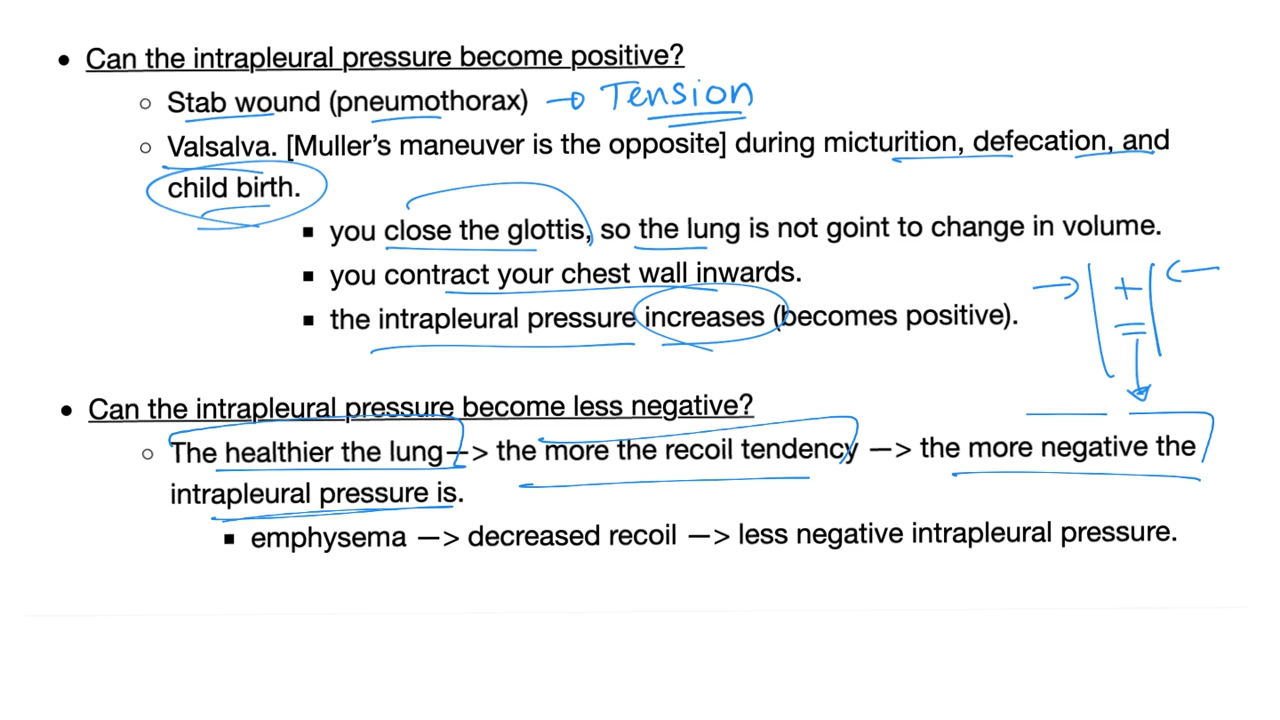 • Can the intrapleural pressure become positive?
○ Stab wound (pneumothorax) → Tension
○ Valsalva. [Muller's maneuver is the opposite] during micturition, defecation, and
child birth.
▪ you close the glottis, so the lung is not goint to change in volume.
▪ you contract your chest wall inwards.
▪ the intrapleural pressure increases (becomes positive).
→ | + | ←
• Can the intrapleural pressure become less negative?
○ The healthier the lung —> the more the recoil tendency —> the more negative the
intrapleural pressure is.
▪ emphysema —> decreased recoil —> less negative intrapleural pressure.